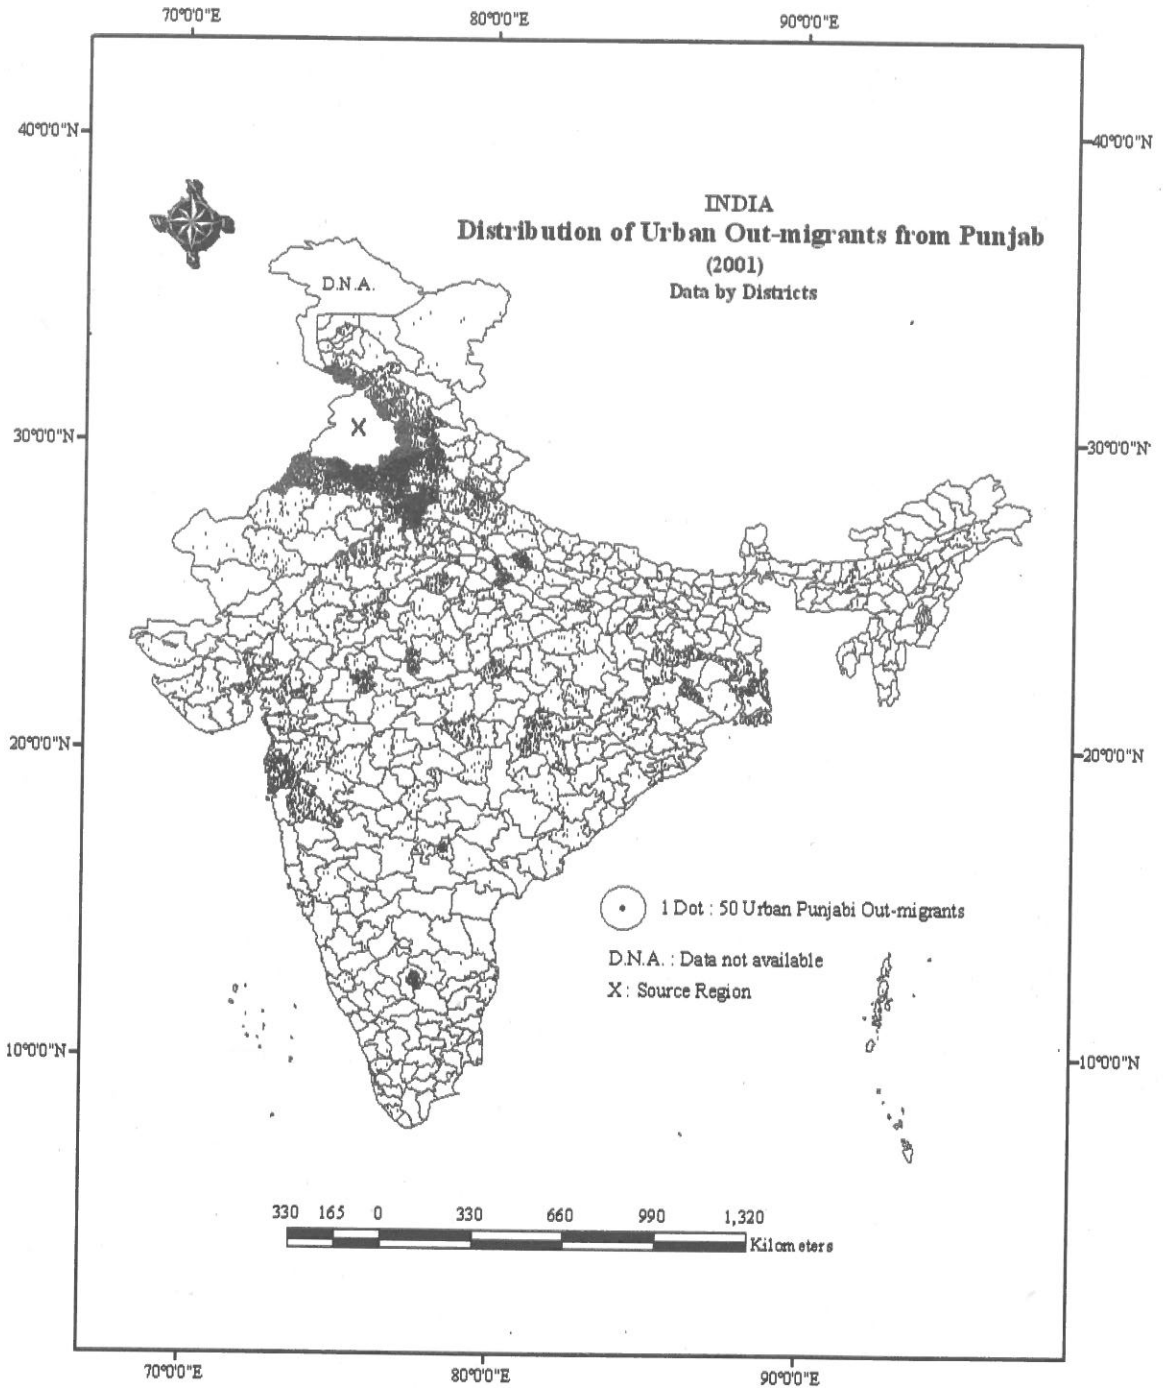 70°0'0"E 80°0'0"E 90°0'0"E
40°0'0"N
40°0'0"N
INDIA
Distribution of Urban Out-migrants from Punjab
(2001)
Data by Districts
D.N.A.
X
30°0'0"N
30°0'0"N
20°0'0"N
20°0'0"N
1 Dot : 50 Urban Punjabi Out-migrants
D.N.A. : Data not available
X : Source Region
10°0'0"N
10°0'0"N
330 165 0 330 660 990 1,320
Kilometers
70°0'0"E 80°0'0"E 90°0'0"E